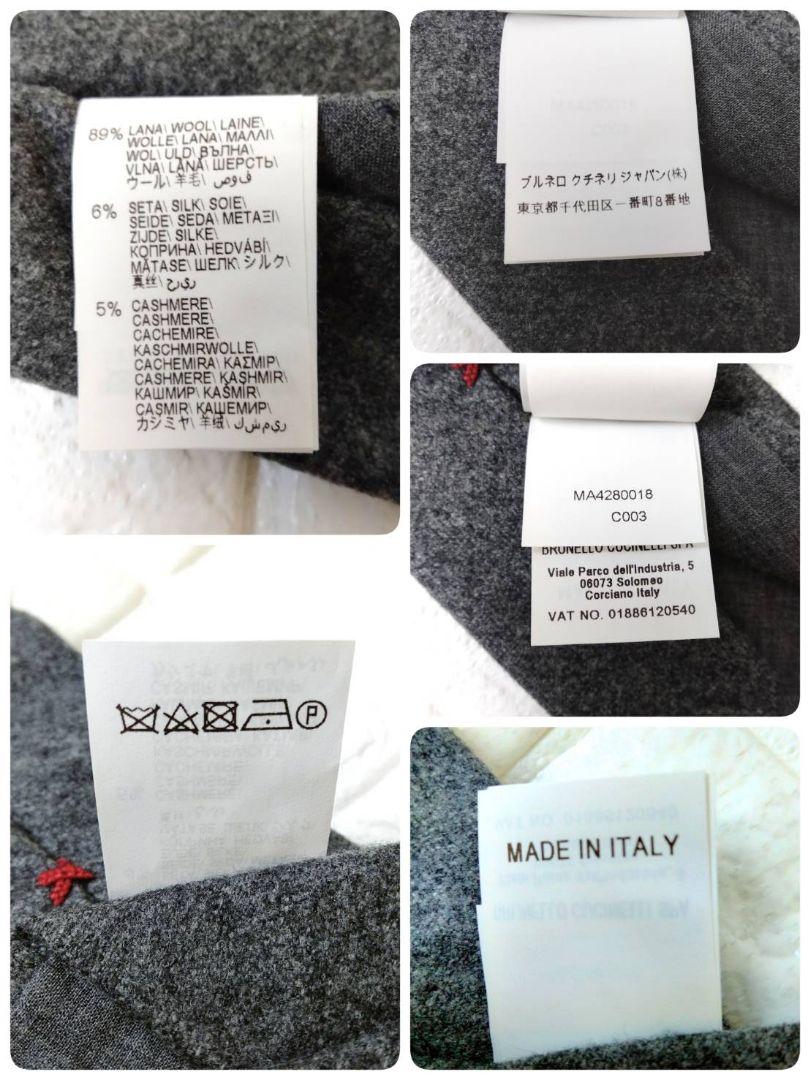 89% LANA\ WOOL\ LAINE\
WOLLE\ LANA\ ΜΑΛΛΙ\
WOL\ ULD\ ВЪЛНА\
VLNA\ LÂNĂ\ ШЕРСТЬ\
ウール\ 羊毛\ صوف\
6% SETA\ SILK\ SOIE\
SEIDE\ SEDA\ ΜΕΤΑΞΙ\
ZIJDE\ SILKE\
КОПРИНА\ HEDVÁBÍ\
MĂTASE\ ШЕЛК\ シルク\
真丝\ حرير\
5% CASHMERE\
CASHMERE\
CACHEMIRE\
KASCHMIRWOLLE\
CACHEMIRA\ ΚΑΣΜΙΡ\
CASHMERE\ KASHMIR\
КАШМИР\ KAŠMÍR\
CAŞMIR\ КАШЕМИР\
カシミヤ\ 羊绒\ كشمير\
ブルネロ クチネリ ジャパン(株)
東京都千代田区一番町8番地
MA4280018
C003
BRUNELLO CUCINELLI SPA
Viale Parco dell'Industria, 5
06073 Solomeo
Corciano Italy
VAT NO. 01886120540
P
MADE IN ITALY